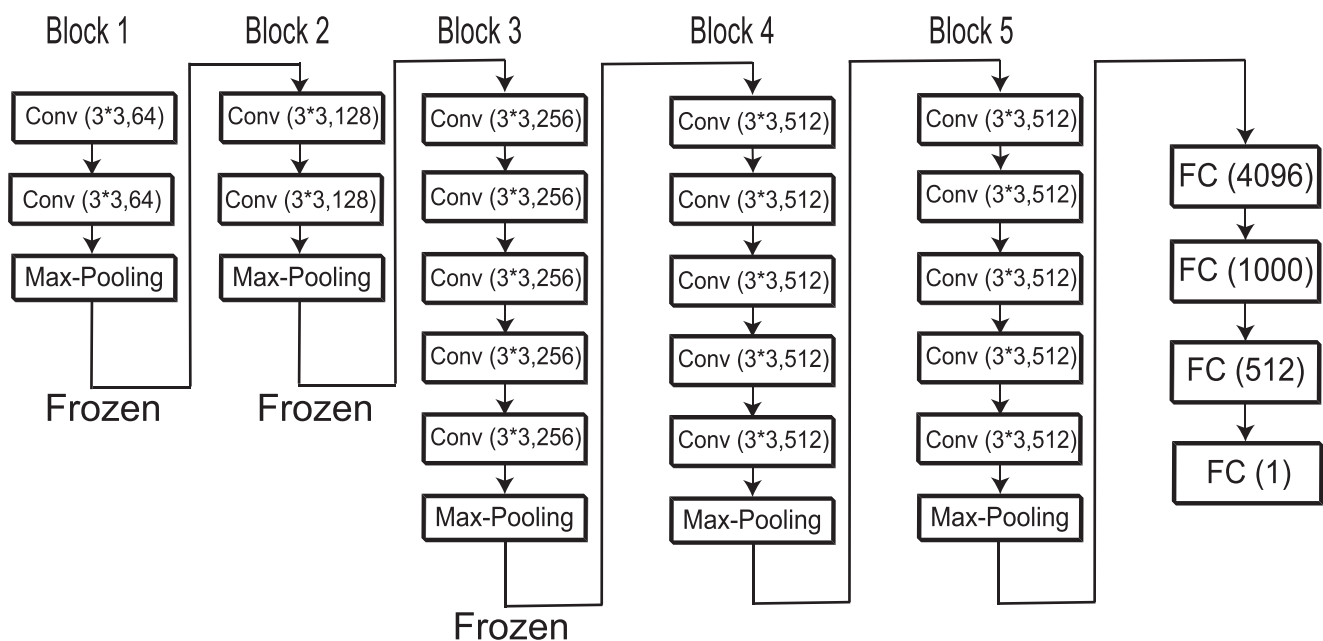 Block 1
Conv (3*3,64)
Conv (3*3,64)
Max-Pooling
Frozen
Block 2
Conv (3*3,128)
Conv (3*3,128)
Max-Pooling
Frozen
Block 3
Conv (3*3,256)
Conv (3*3,256)
Conv (3*3,256)
Conv (3*3,256)
Conv (3*3,256)
Max-Pooling
Frozen
Block 4
Conv (3*3,512)
Conv (3*3,512)
Conv (3*3,512)
Conv (3*3,512)
Conv (3*3,512)
Max-Pooling
Block 5
Conv (3*3,512)
Conv (3*3,512)
Conv (3*3,512)
Conv (3*3,512)
Conv (3*3,512)
Max-Pooling
FC (4096)
FC (1000)
FC (512)
FC (1)